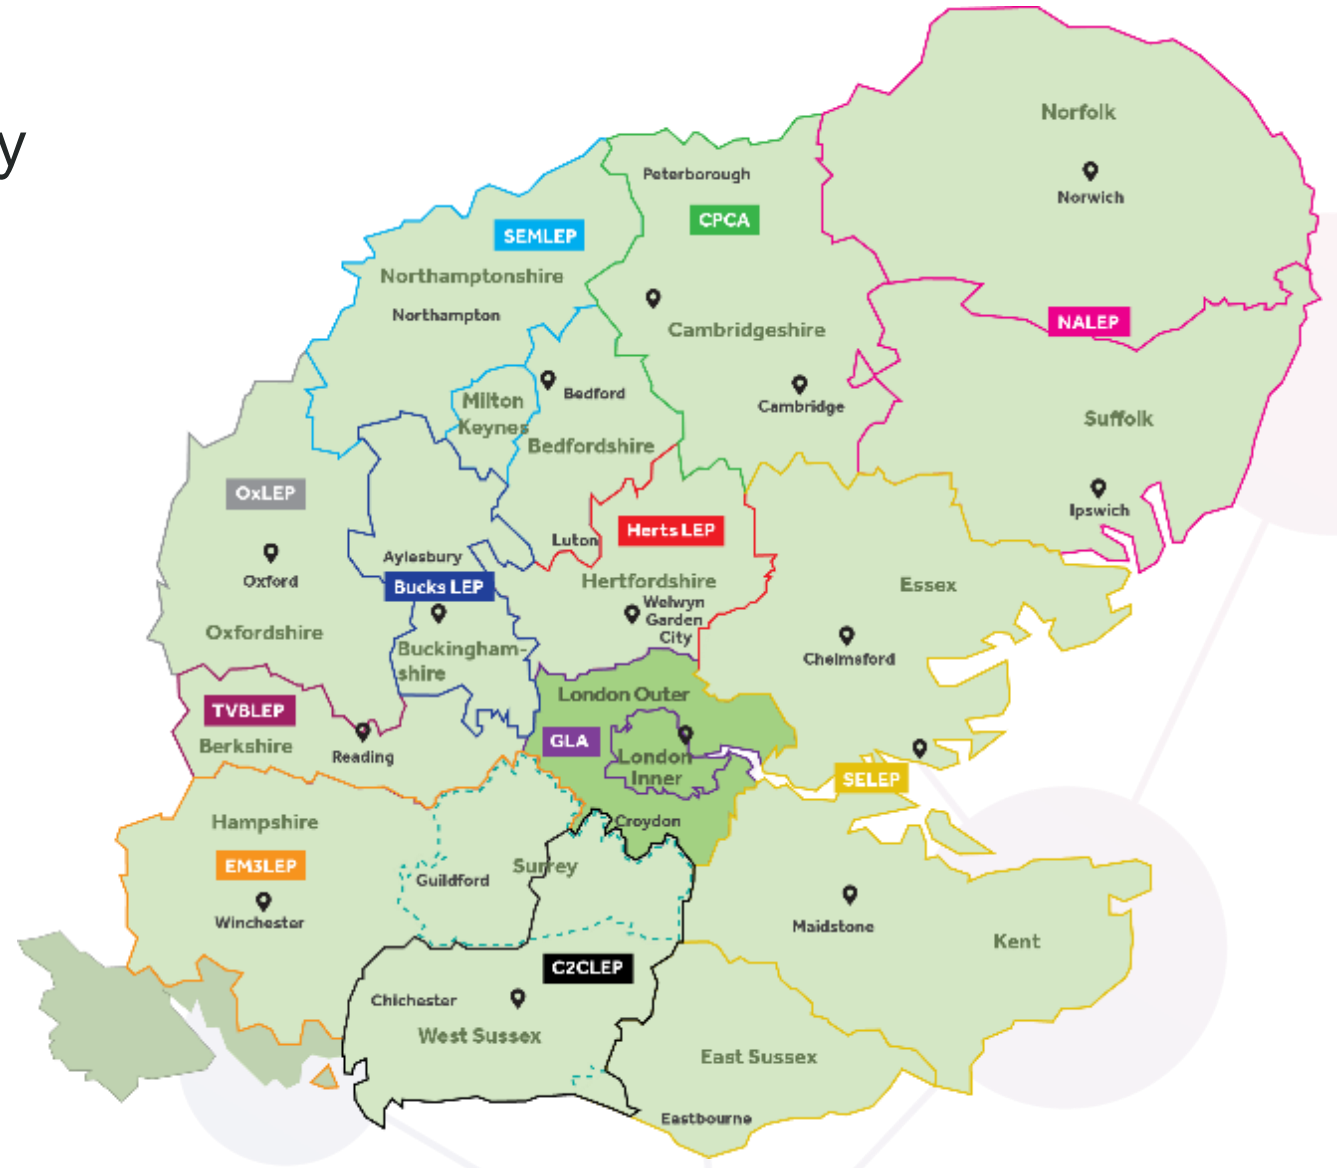 y
Norfolk
Norwich
Peterborough
CPCA
SEMLEP
Northamptonshire
Northampton
NALEP
Cambridgeshire
Milton
Keynes
Bedford
Cambridge
Suffolk
Bedfordshire
OxLEP
Ipswich
Herts LEP
Luton
Aylesbury
Oxford
Hertfordshire
Essex
Bucks LEP
Welwyn
Garden
City
Oxfordshire
Buckingham-
shire
Chelmsford
London Outer
TVBLEP
Berkshire
Reading
GLA
London
Inner
SELEP
Hampshire
Croydon
EM3LEP
Surrey
Guildford
Winchester
Maidstone
Kent
C2CLEP
Chichester
West Sussex
East Sussex
Eastbourne